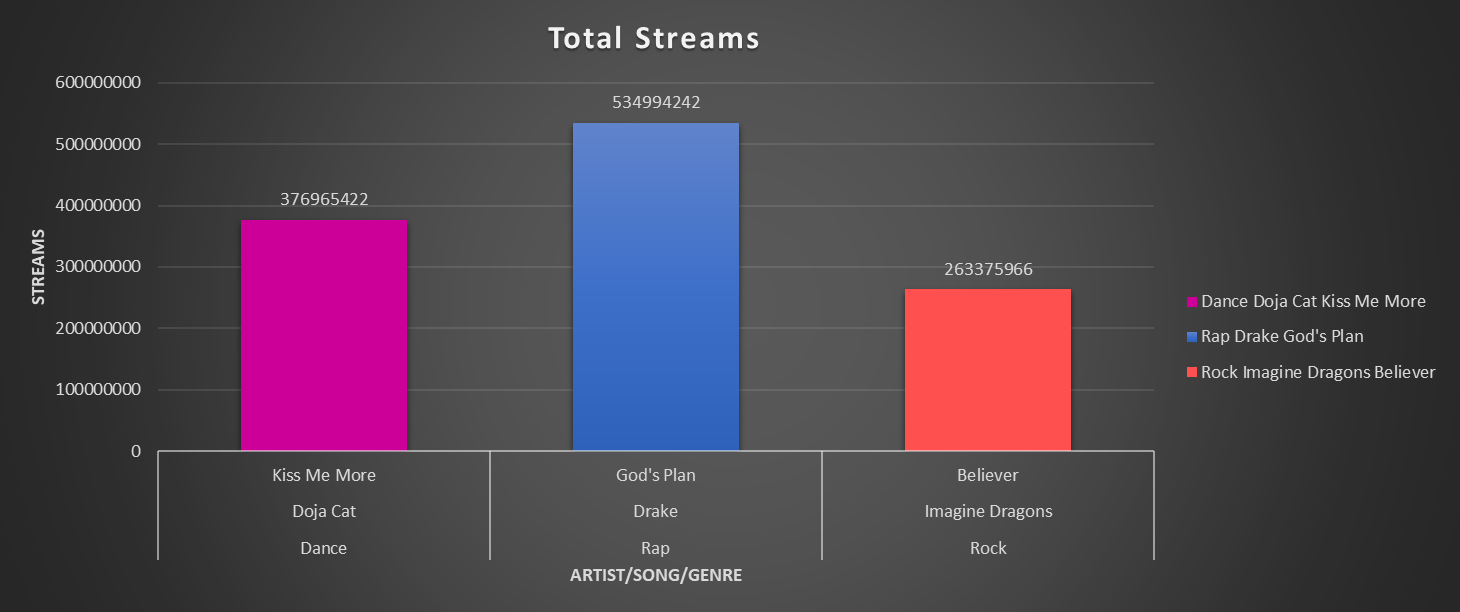 Total Streams
600000000
500000000
400000000
300000000
200000000
100000000
0
STREAMS
376965422
534994242
263375966
Kiss Me More
God's Plan
Believer
Doja Cat
Drake
Imagine Dragons
Dance
Rap
Rock
ARTIST/SONG/GENRE
Dance Doja Cat Kiss Me More
Rap Drake God's Plan
Rock Imagine Dragons Believer